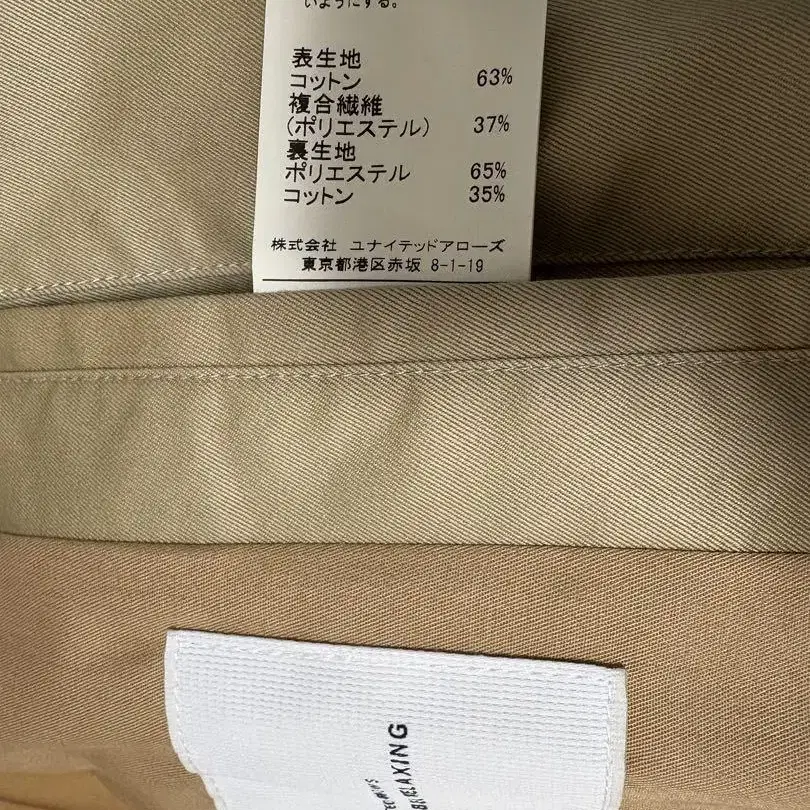 いようにする。
表生地
コットン 63%
複合繊維
(ポリエステル) 37%
裏生地
ポリエステル 65%
コットン 35%
株式会社 ユナイテッドアローズ
東京都港区赤坂 8-1-19
RELAXING